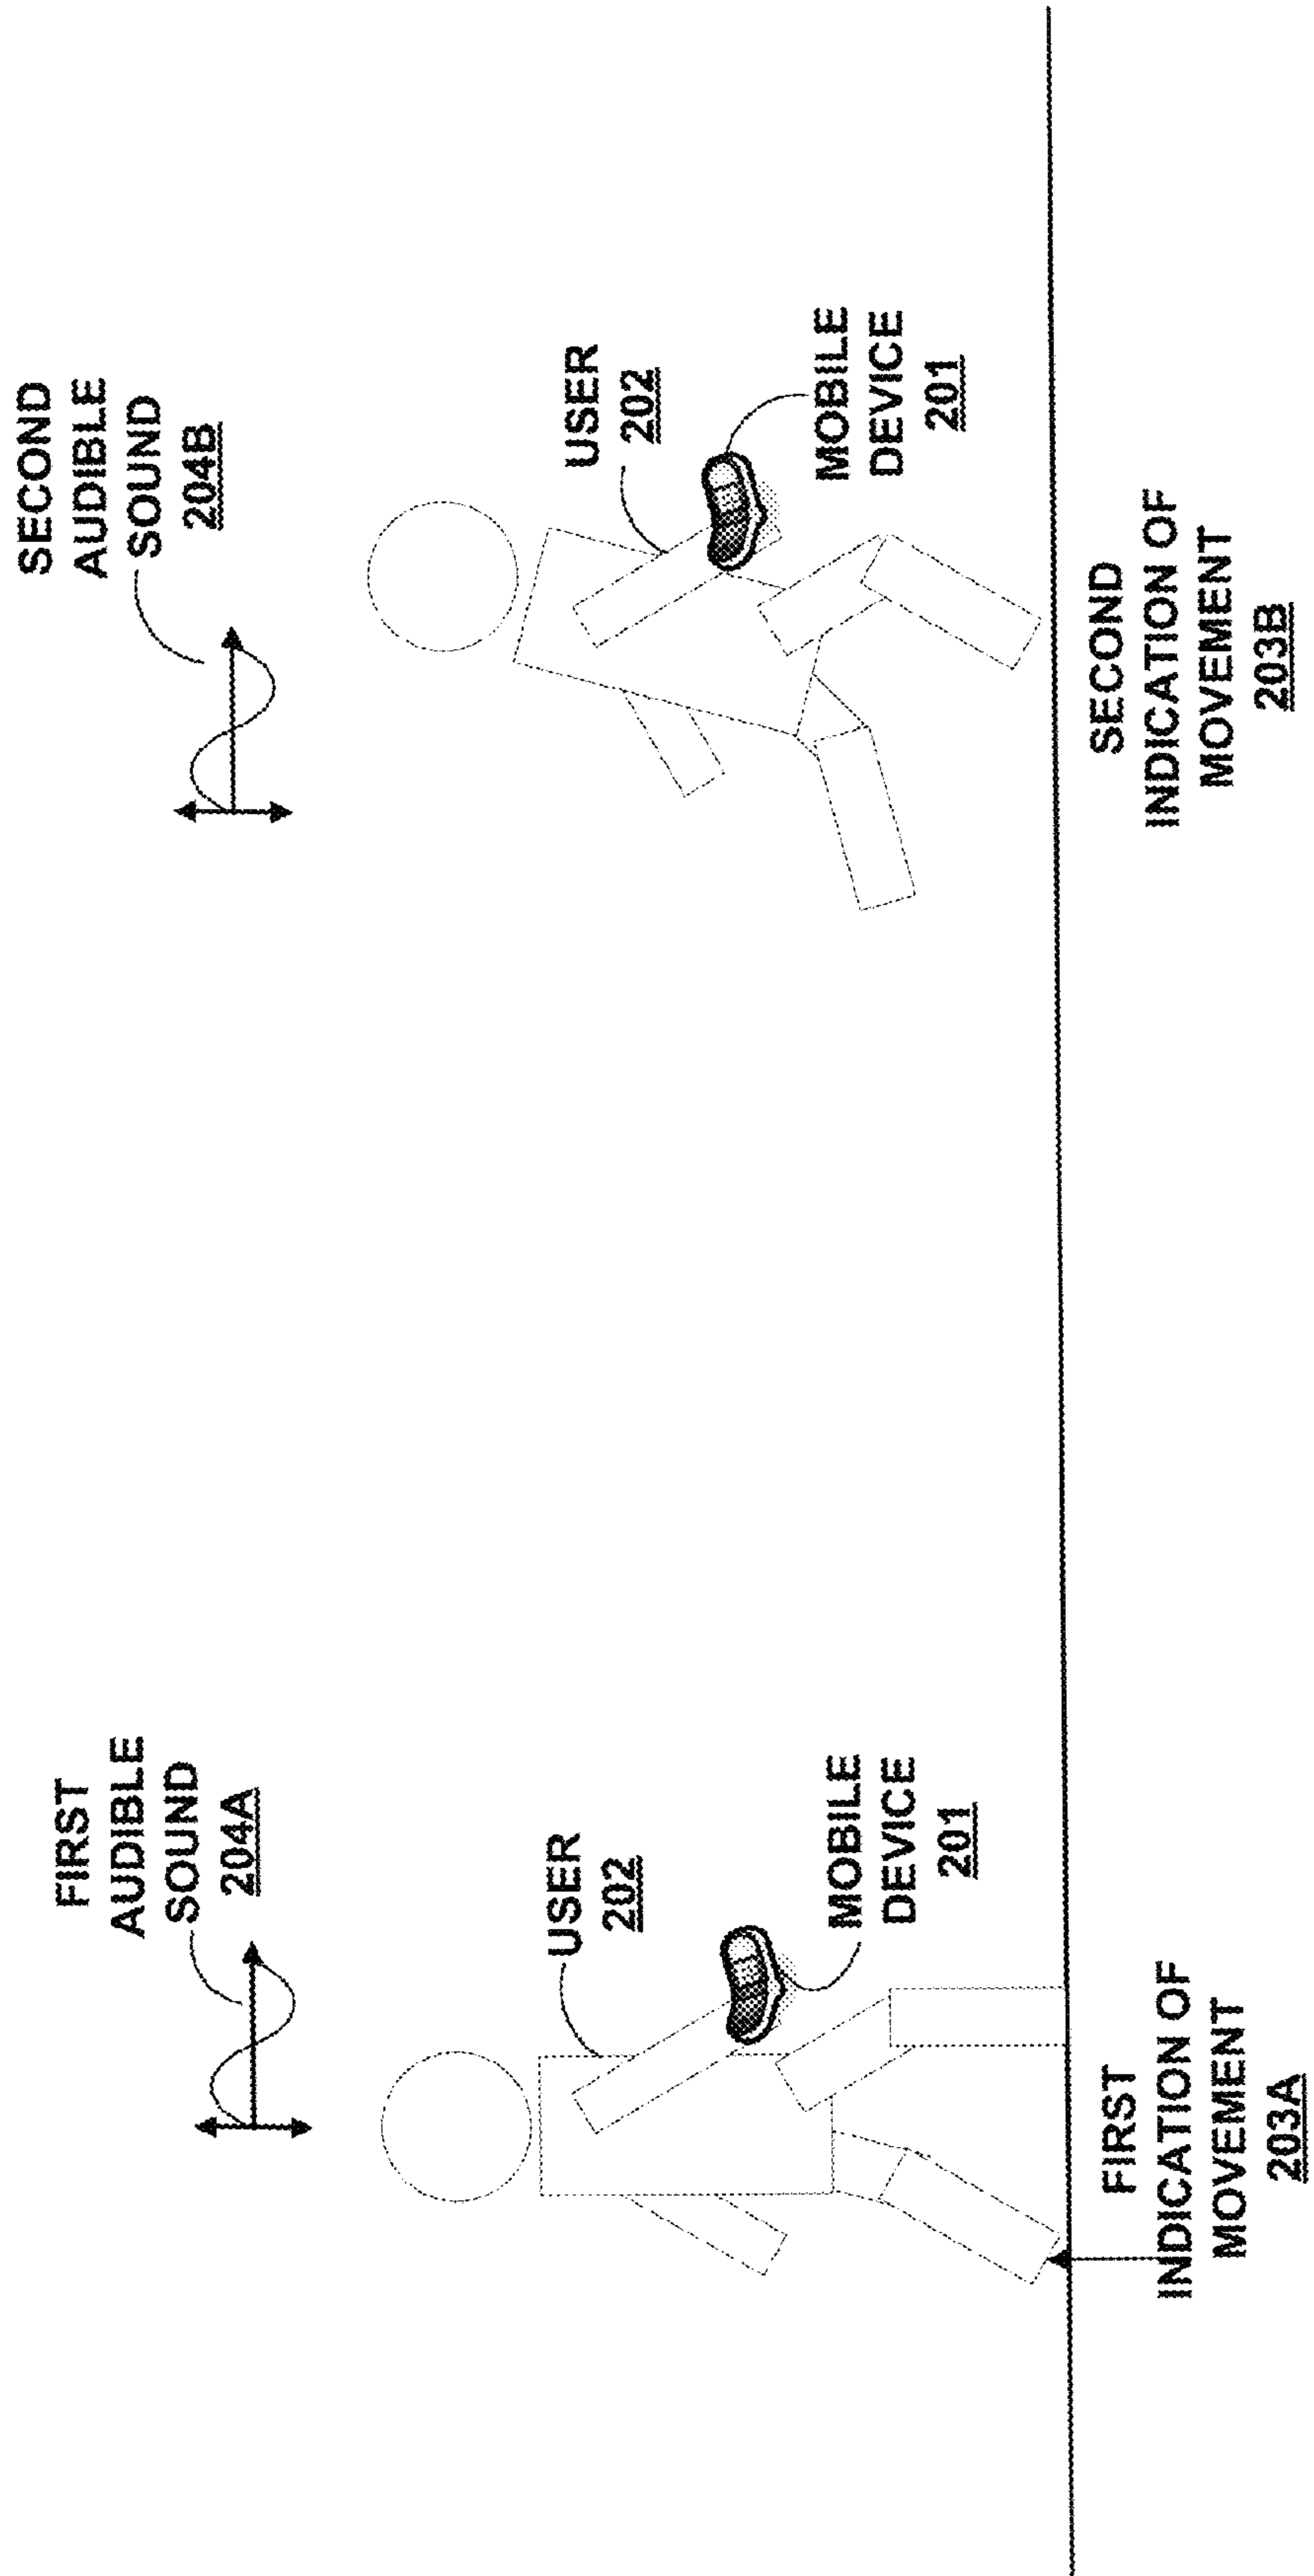 FIRST
AUDIBLE
SOUND
204A
USER
202
MOBILE
DEVICE
201
FIRST
INDICATION OF
MOVEMENT
203A
SECOND
AUDIBLE
SOUND
204B
USER
202
MOBILE
DEVICE
201
SECOND
INDICATION OF
MOVEMENT
203B